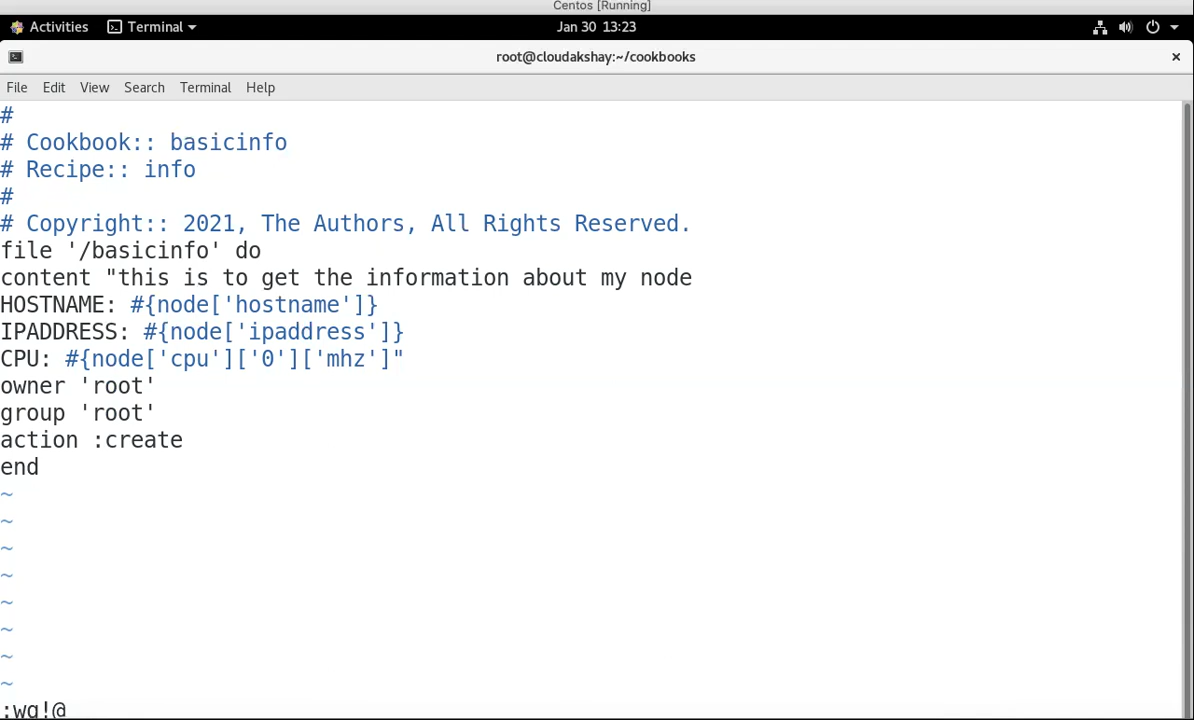 Centos [Running]
Activities Terminal Jan 30 13:23
root@cloudakshay:~/cookbooks ×
File Edit View Search Terminal Help
#
# Cookbook:: basicinfo
# Recipe:: info
#
# Copyright:: 2021, The Authors, All Rights Reserved.
file '/basicinfo' do
content "this is to get the information about my node
HOSTNAME: #{node['hostname']}
IPADDRESS: #{node['ipaddress']}
CPU: #{node['cpu']['0']['mhz']"
owner 'root'
group 'root'
action :create
end
~
~
~
~
~
~
~
~
:wq!@